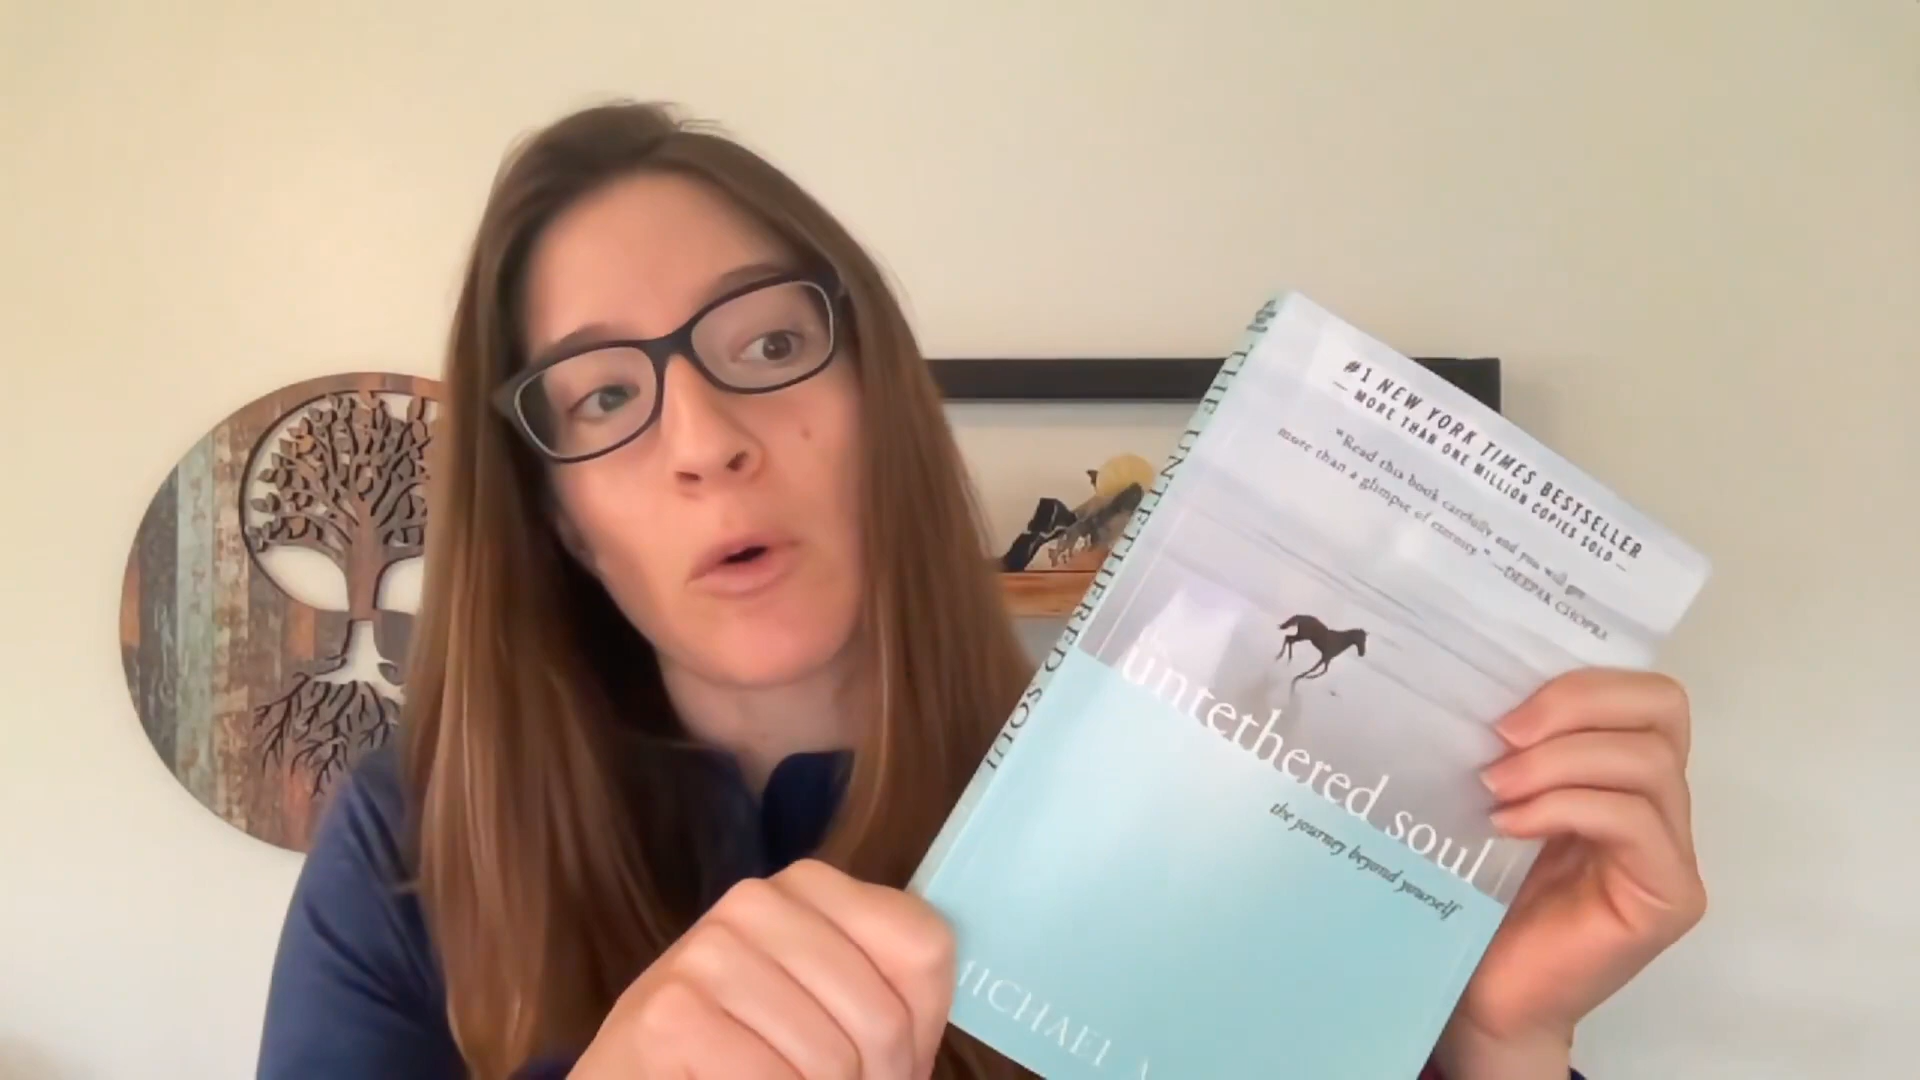 #1 NEW YORK TIMES BESTSELLER
— MORE THAN ONE MILLION COPIES SOLD —
"Read this book carefully and you will get
more than a glimpse of eternity."
—DEEPAK CHOPRA
the
untethered soul
the journey beyond yourself
MICHAEL A
THE UNTETHERED SOUL